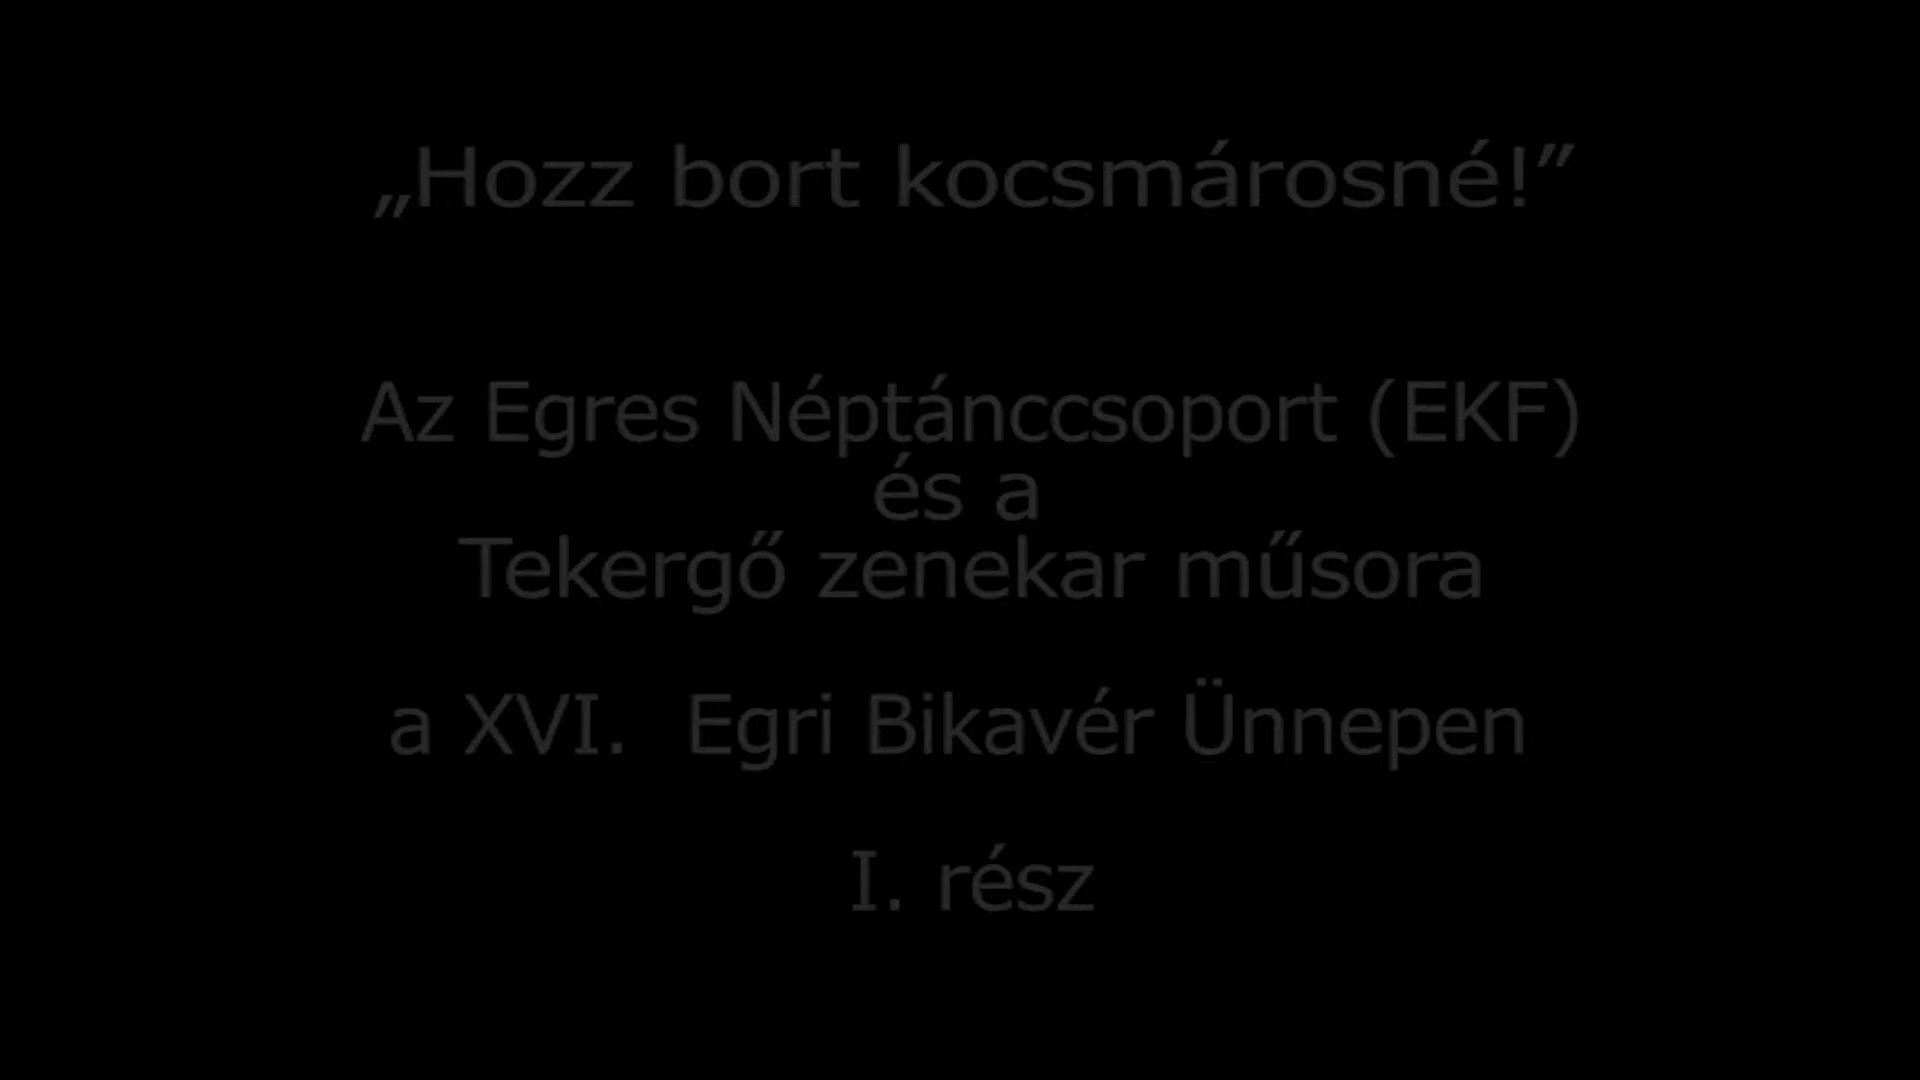 „Hozz bort kocsmárosné!”
Az Egres Néptánccsoport (EKF)
és a
Tekergő zenekar műsora
a XVI. Egri Bikavér Ünnepen
I. rész